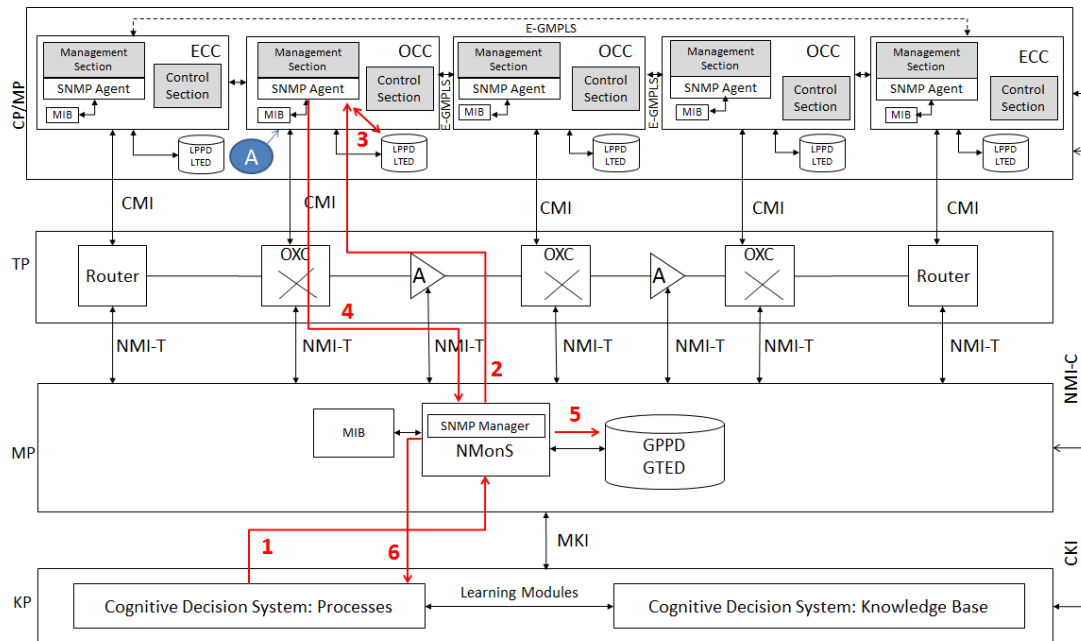 E-GMPLS
CP/MP
Management
Section
ECC
SNMP Agent
Control
Section
MIB
LPPD
LTED
Management
Section
OCC
SNMP Agent
Control
Section
MIB
3
LPPD
LTED
A
E-GMPLS
Management
Section
OCC
SNMP Agent
Control
Section
MIB
LPPD
LTED
E-GMPLS
Management
Section
OCC
SNMP Agent
Control
Section
MIB
LPPD
LTED
Management
Section
ECC
SNMP Agent
Control
Section
MIB
LPPD
LTED
CMI
CMI
CMI
CMI
CMI
TP
Router
OXC
A
OXC
A
OXC
Router
4
NMI-T
NMI-T
NMI-T
NMI-T
NMI-T
NMI-T
NMI-T
2
NMI-C
MP
MIB
SNMP Manager
NMonS
5
GPPD
GTED
1
6
MKI
CKI
KP
Cognitive Decision System: Processes
Learning Modules
Cognitive Decision System: Knowledge Base